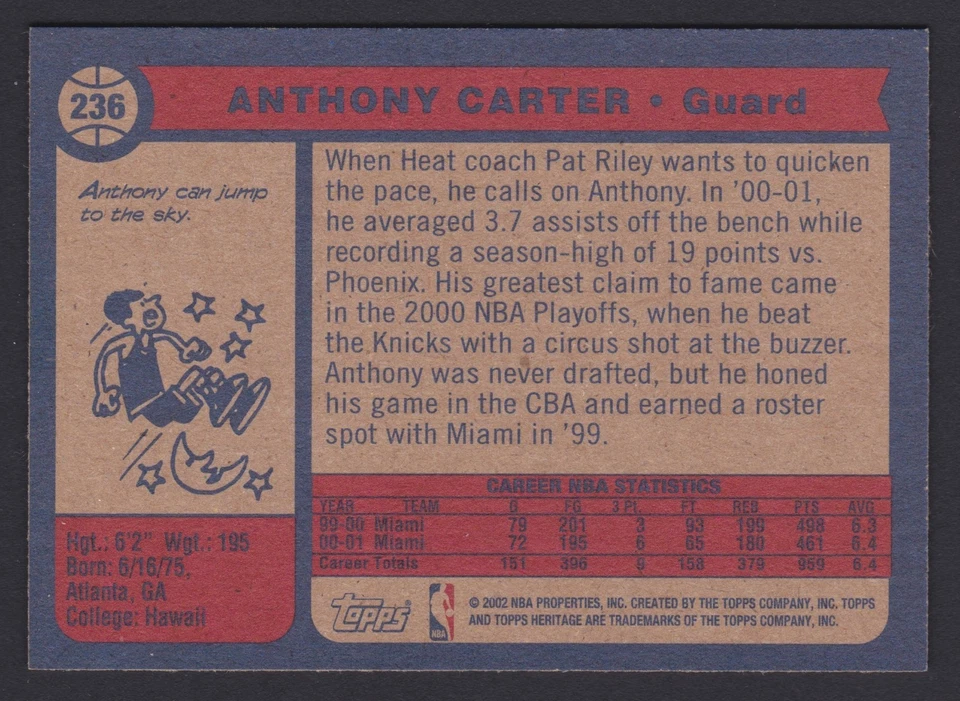 236
ANTHONY CARTER • Guard
Anthony can jump
to the sky.
When Heat coach Pat Riley wants to quicken
the pace, he calls on Anthony. In '00-01,
he averaged 3.7 assists off the bench while
recording a season-high of 19 points vs.
Phoenix. His greatest claim to fame came
in the 2000 NBA Playoffs, when he beat
the Knicks with a circus shot at the buzzer.
Anthony was never drafted, but he honed
his game in the CBA and earned a roster
spot with Miami in '99.
CAREER NBA STATISTICS
YEAR TEAM G FG 3 Pt. FT REB PTS AVG
99-00 Miami 79 201 3 93 199 498 6.3
00-01 Miami 72 195 6 65 180 461 6.4
Career Totals 151 396 9 158 379 959 6.4
Hgt.: 6'2" Wgt.: 195
Born: 6/16/75,
Atlanta, GA
College: Hawaii
Topps
NBA
© 2002 NBA PROPERTIES, INC. CREATED BY THE TOPPS COMPANY, INC. TOPPS
AND TOPPS HERITAGE ARE TRADEMARKS OF THE TOPPS COMPANY, INC.